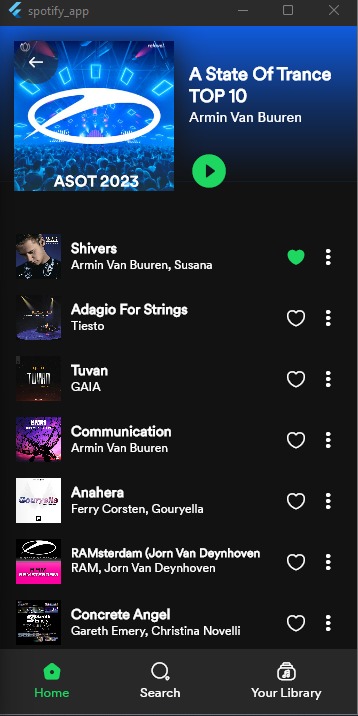 spotify_app
A State Of Trance
TOP 10
Armin Van Buuren
ASOT 2023
Shivers
Armin Van Buuren, Susana
Adagio For Strings
Tiesto
Tuvan
GAIA
Communication
Armin Van Buuren
Anahera
Ferry Corsten, Gouryella
Gouryella
RAMsterdam (Jorn Van Deynhoven
RAM, Jorn Van Deynhoven
Concrete Angel
Gareth Emery, Christina Novelli
Home
Search
Your Library